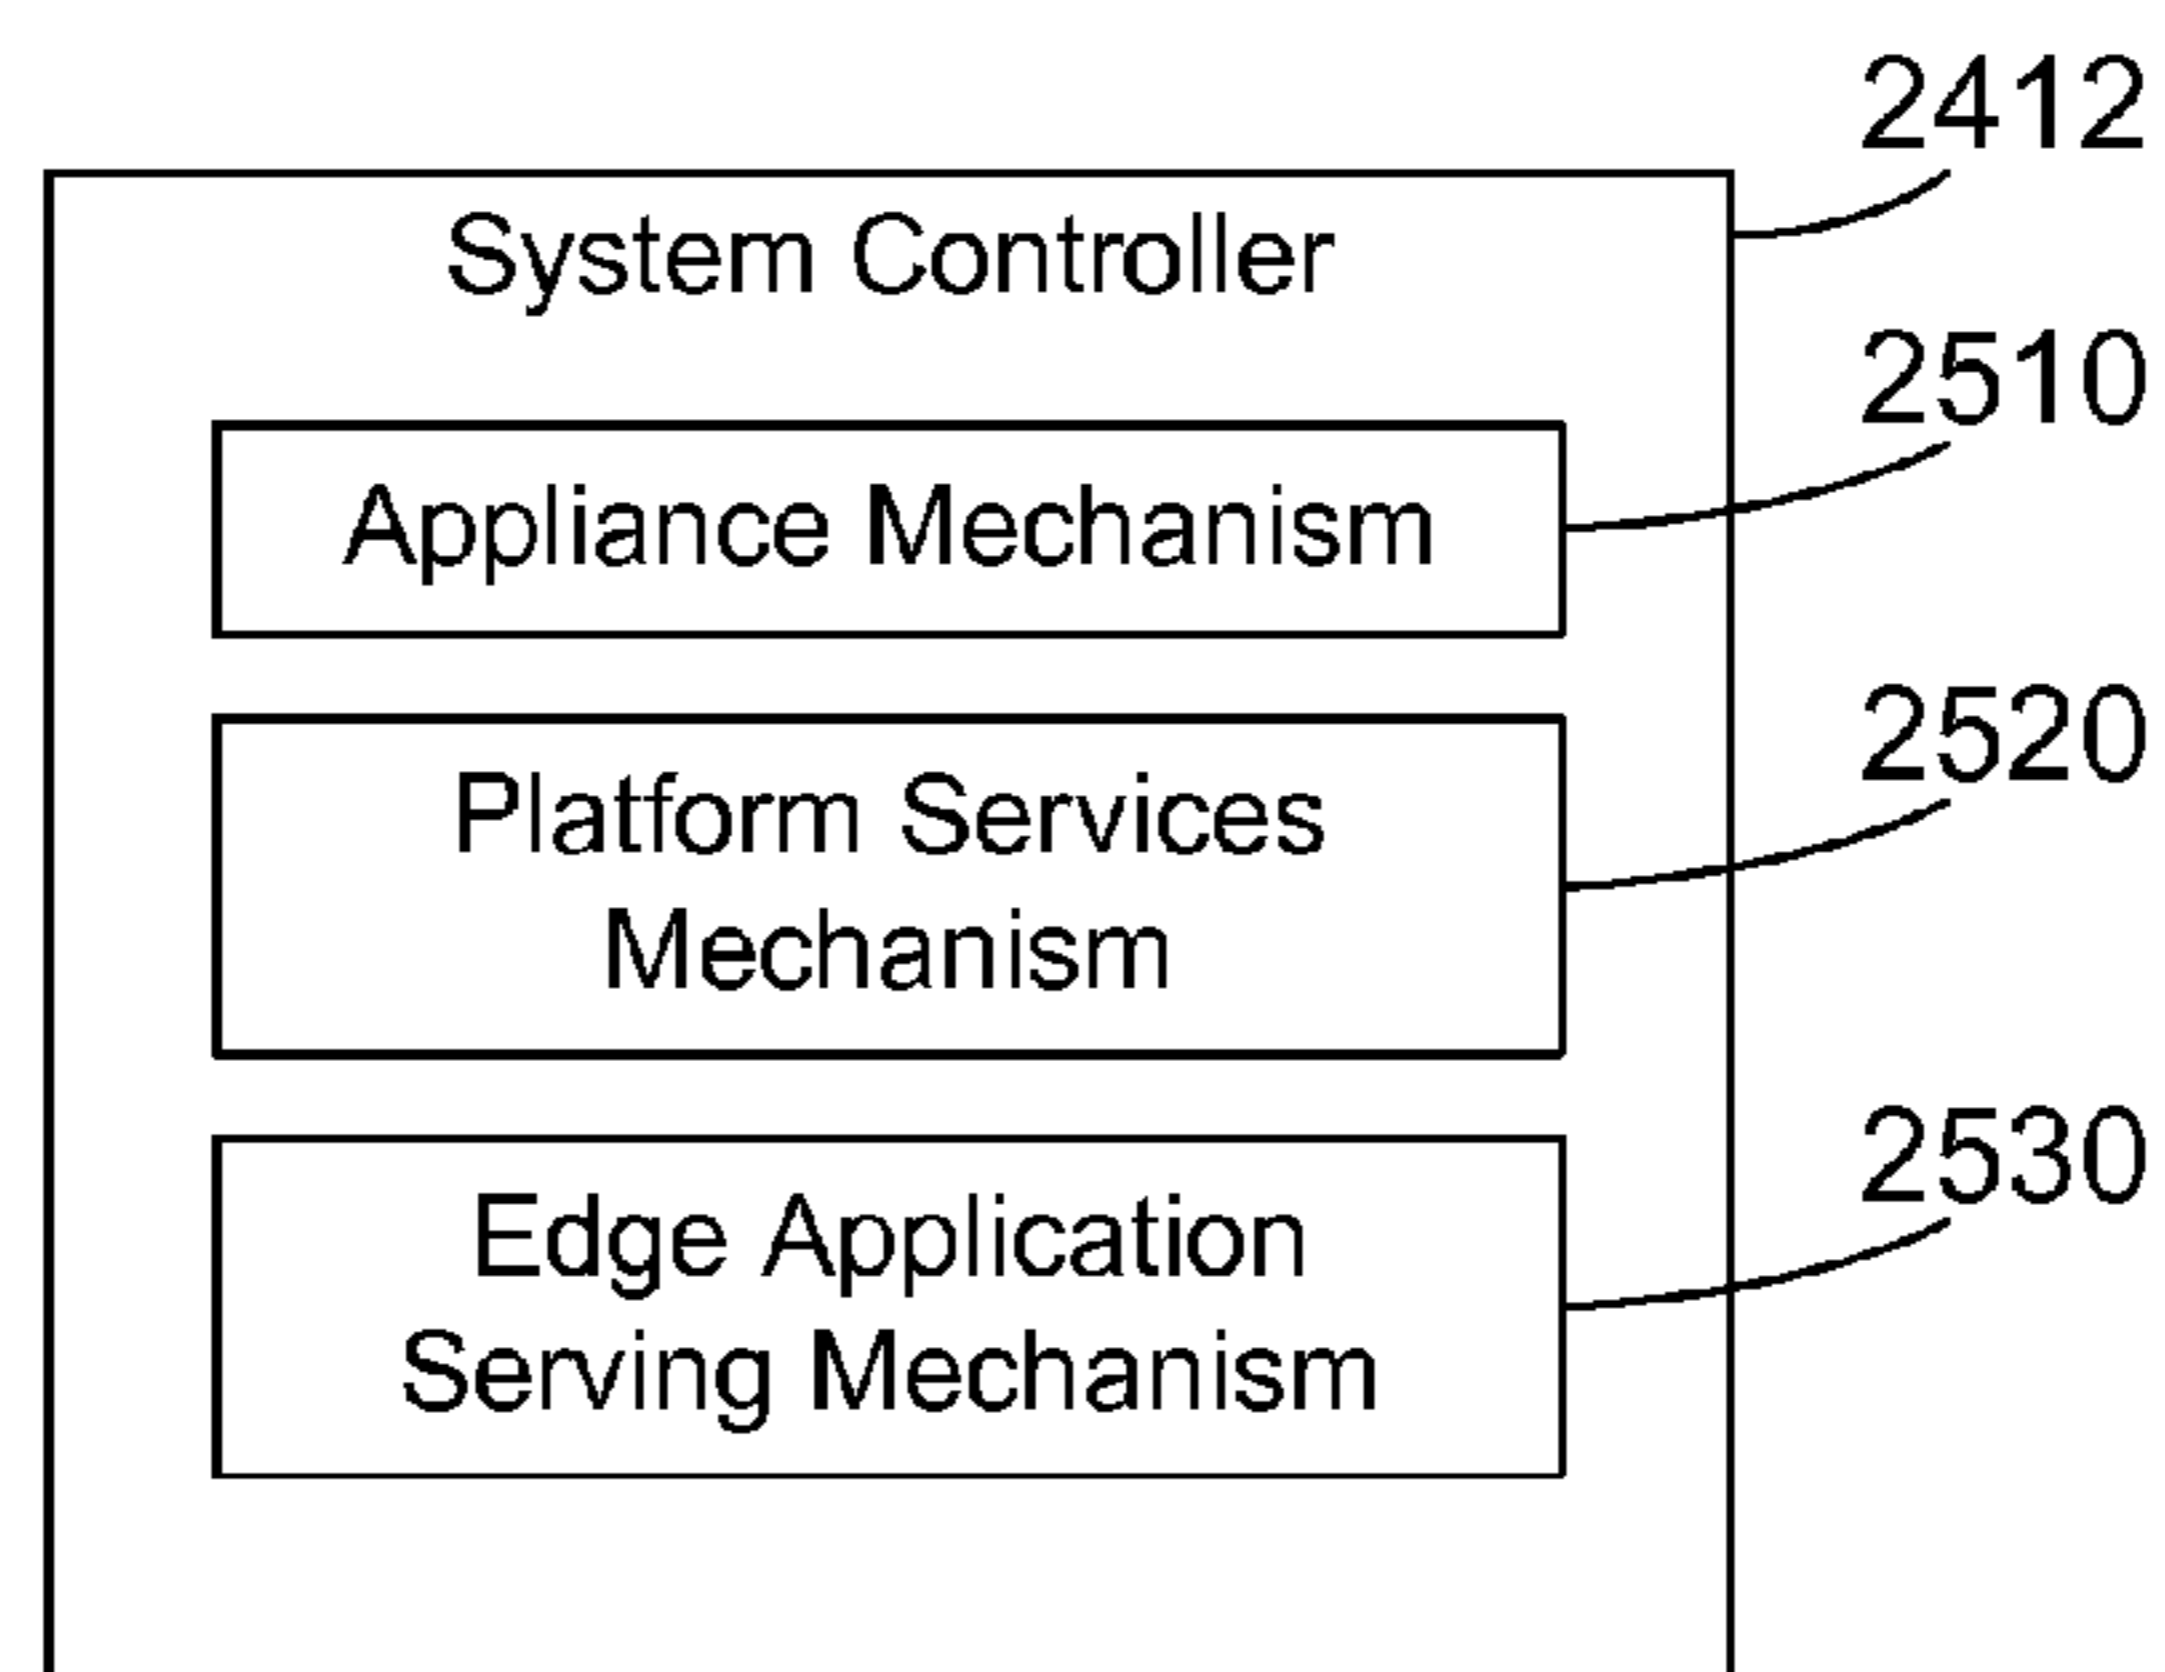 2412
System Controller
2510
Appliance Mechanism
2520
Platform Services
Mechanism
2530
Edge Application
Serving Mechanism